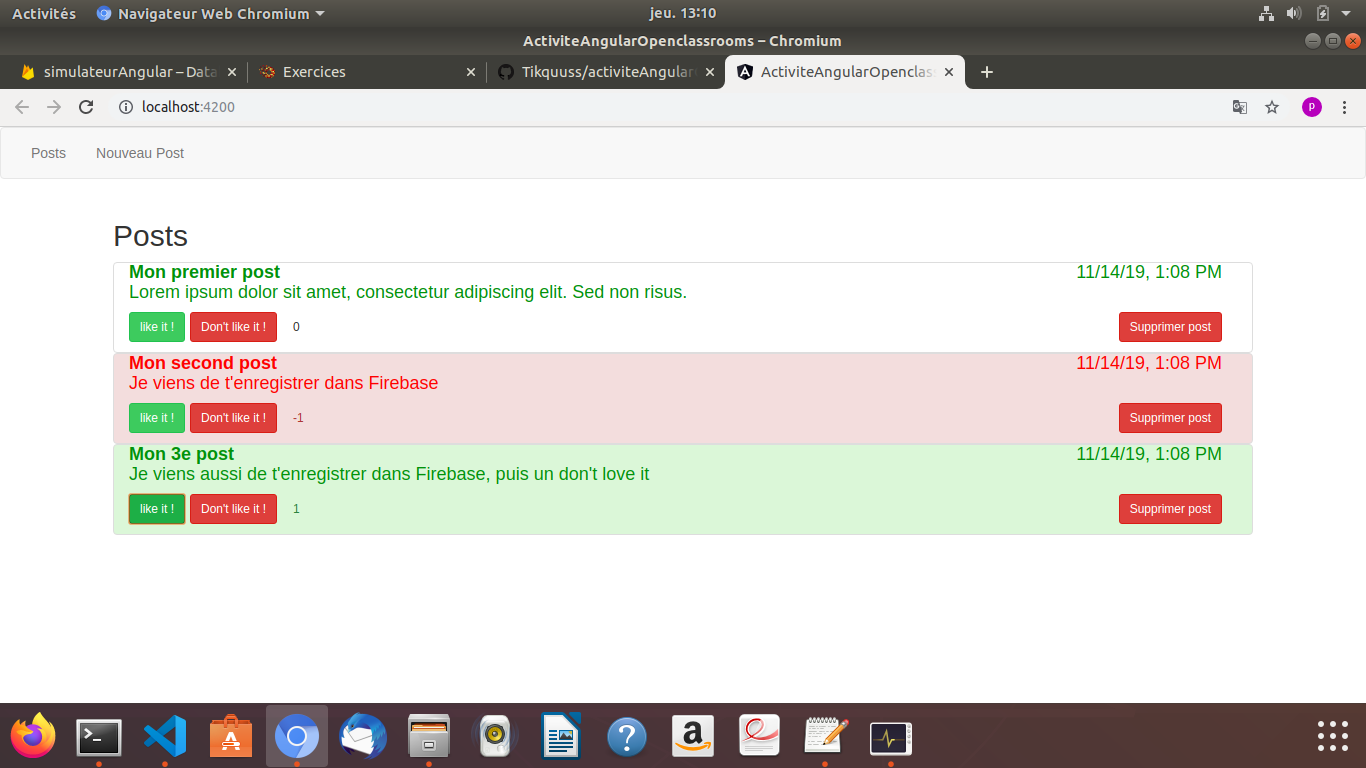 Activités Navigateur Web Chromium jeu. 13:10
ActiviteAngularOpenclassrooms – Chromium
simulateurAngular – Data Exercices Tikquuss/activiteAngular ActiviteAngularOpenclas
localhost:4200 p
Posts Nouveau Post
Posts
Mon premier post 11/14/19, 1:08 PM
Lorem ipsum dolor sit amet, consectetur adipiscing elit. Sed non risus.
like it ! Don't like it ! 0 Supprimer post
Mon second post 11/14/19, 1:08 PM
Je viens de t'enregistrer dans Firebase
like it ! Don't like it ! -1 Supprimer post
Mon 3e post 11/14/19, 1:08 PM
Je viens aussi de t'enregistrer dans Firebase, puis un don't love it
like it ! Don't like it ! 1 Supprimer post